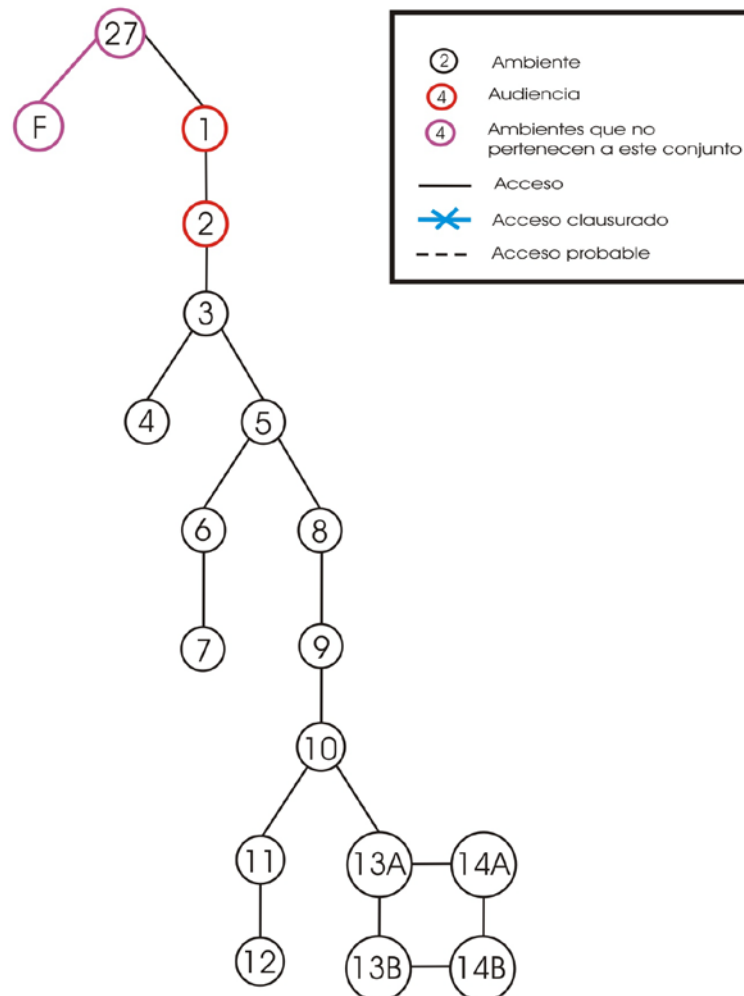 27
F
1
2
3
4
5
6
8
7
9
10
11
13A
14A
12
13B
14B
2 Ambiente
4 Audiencia
4 Ambientes que no
pertenecen a este conjunto
Acceso
Acceso clausurado
Acceso probable